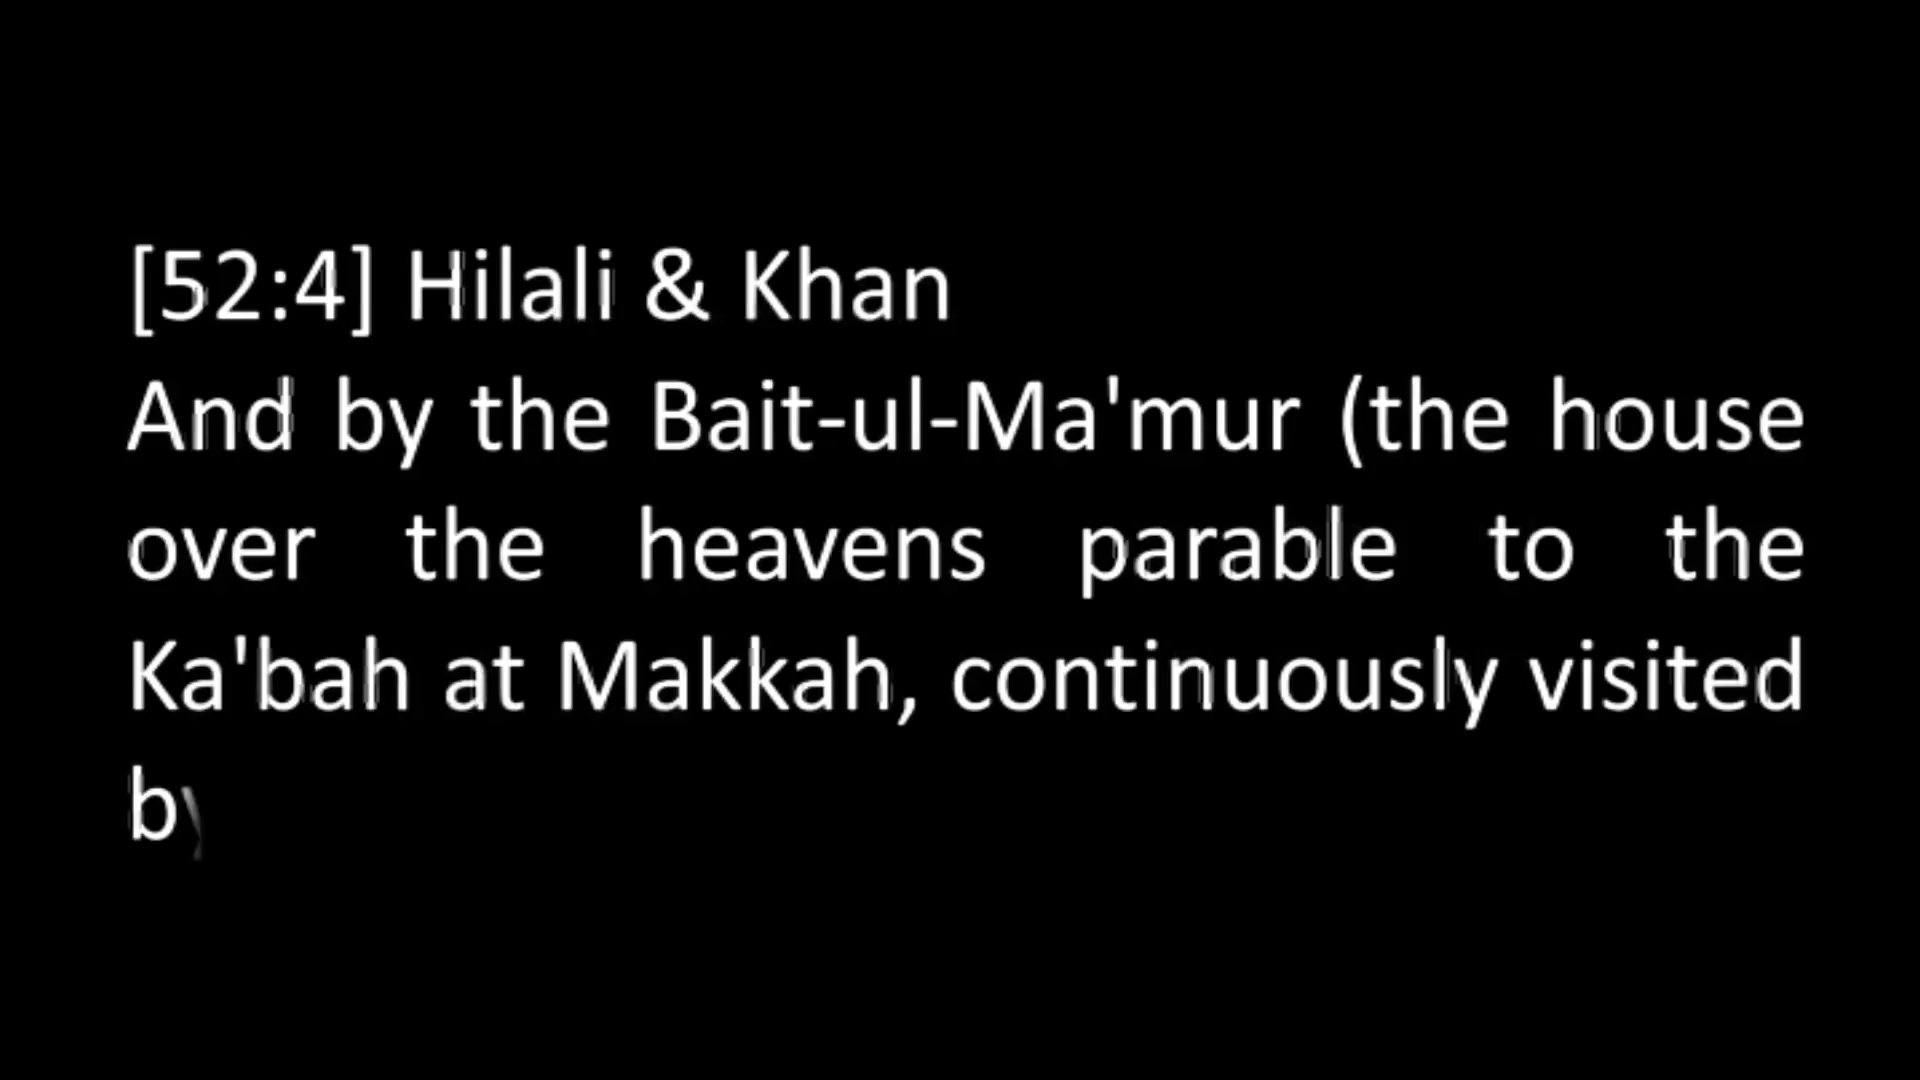 [52:4] Hilali & Khan
And by the Bait-ul-Ma'mur (the house
over the heavens parable to the
Ka'bah at Makkah, continuously visited
by